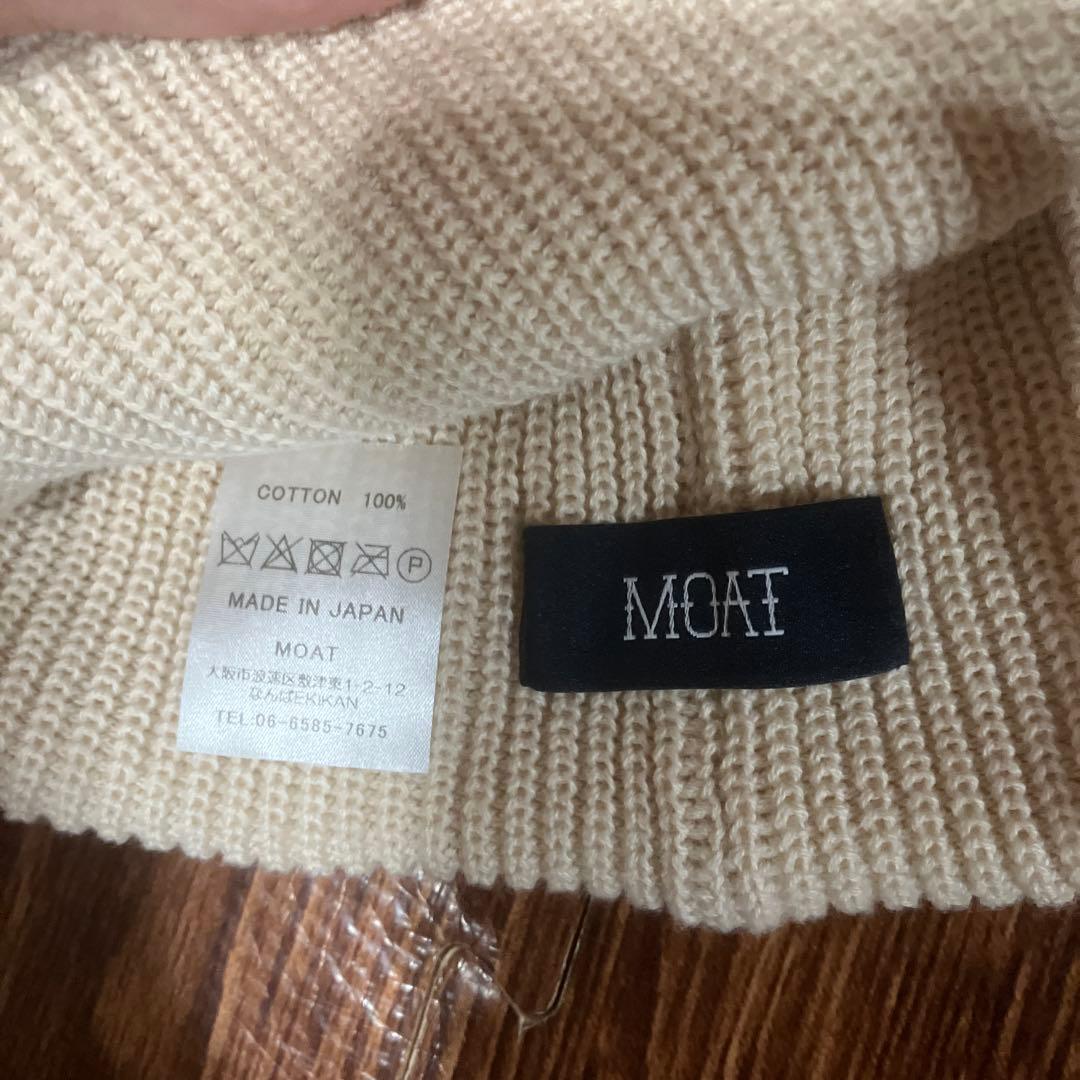 COTTON 100%
P
MADE IN JAPAN
MOAT
大阪市浪速区敷津東1-2-12
なんばEKIKAN
TEL:06-6585-7675
MOAT